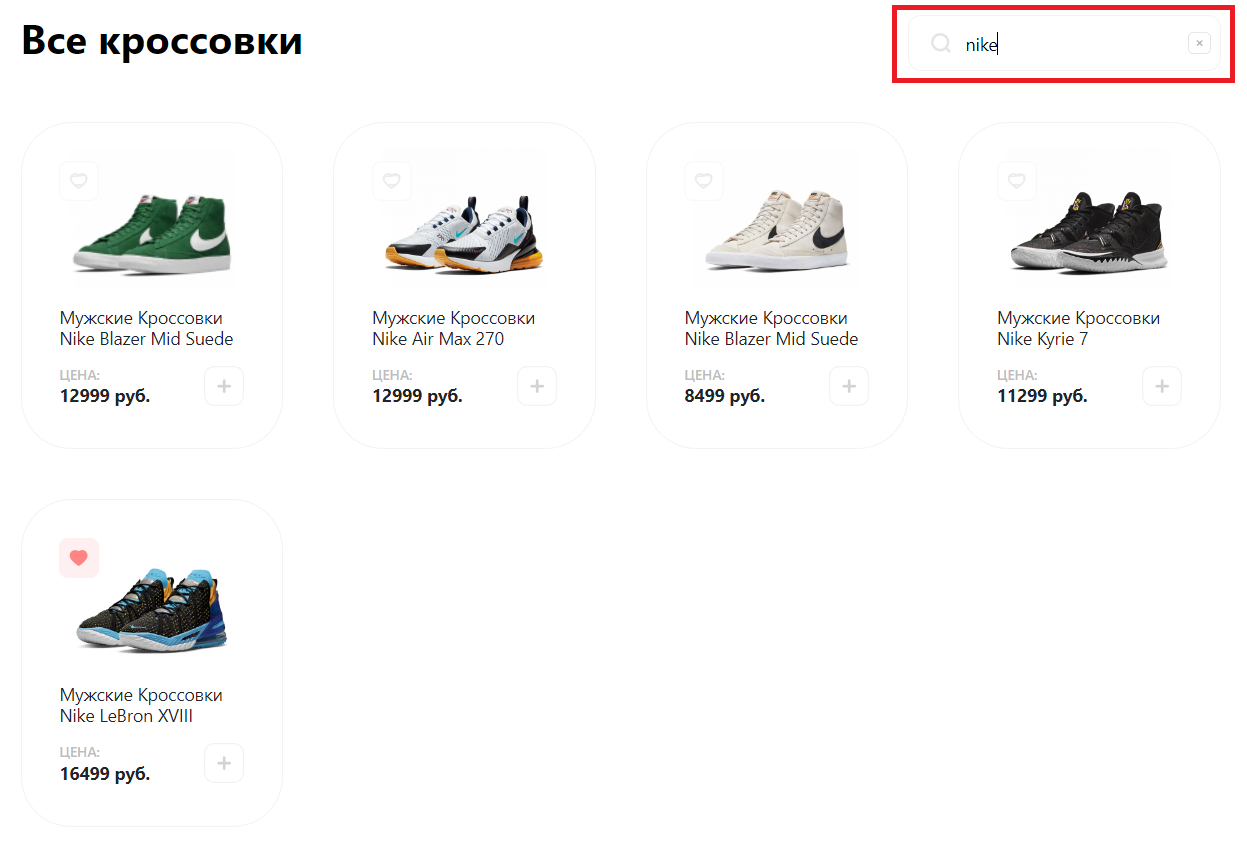 Все кроссовки
nike
Мужские Кроссовки
Nike Blazer Mid Suede
ЦЕНА:
12999 руб.
Мужские Кроссовки
Nike Air Max 270
ЦЕНА:
12999 руб.
Мужские Кроссовки
Nike Blazer Mid Suede
ЦЕНА:
8499 руб.
Мужские Кроссовки
Nike Kyrie 7
ЦЕНА:
11299 руб.
Мужские Кроссовки
Nike LeBron XVIII
ЦЕНА:
16499 руб.